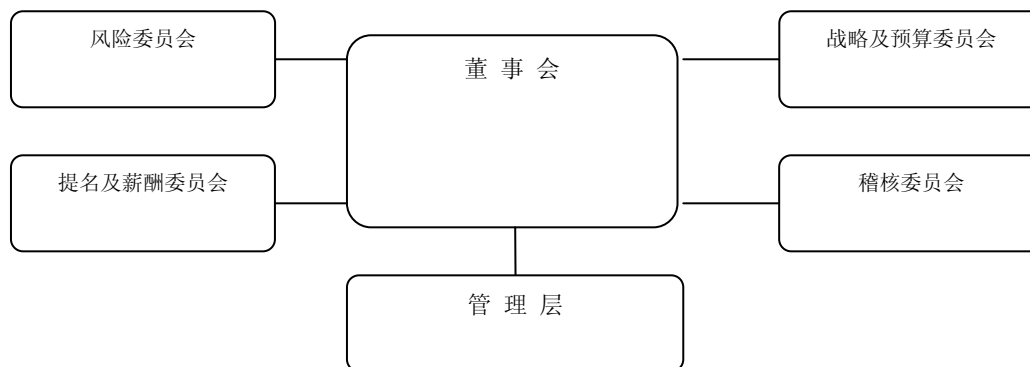 风险委员会
董 事 会
战略及预算委员会
提名及薪酬委员会
稽核委员会
管 理 层